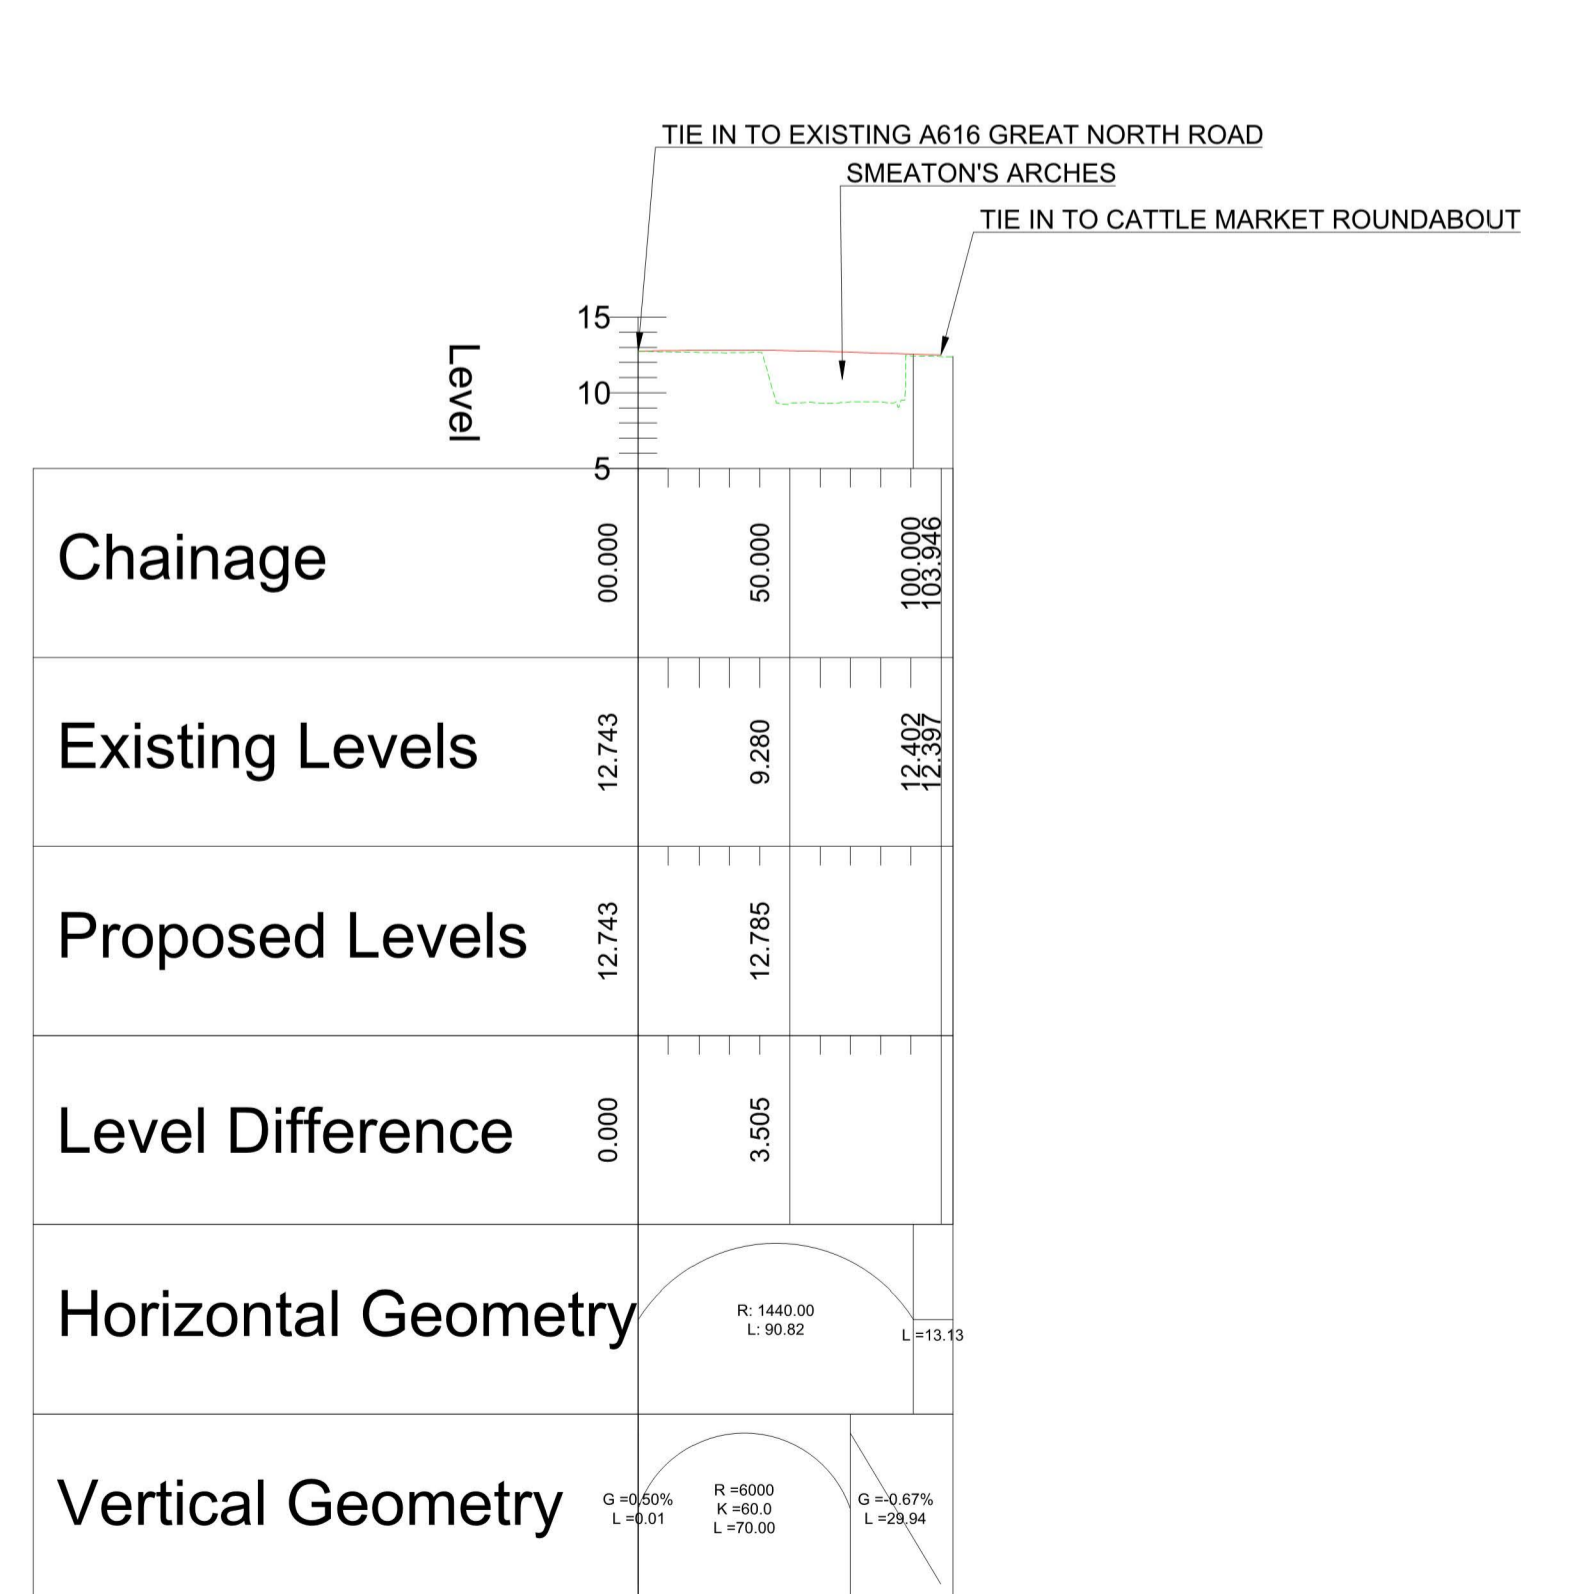 TIE IN TO EXISTING A616 GREAT NORTH ROAD
SMEATON'S ARCHES
TIE IN TO CATTLE MARKET ROUNDABOUT
Level
15
10
5
Chainage
00.000
50.000
100.000
103.946
Existing Levels
12.743
9.280
12.402
12.397
Proposed Levels
12.743
12.785
Level Difference
0.000
3.505
Horizontal Geometry
R: 1440.00
L: 90.82
L =13.13
Vertical Geometry
G =0.50%
L =0.01
R =6000
K =60.0
L =70.00
G =-0.67%
L =29.94